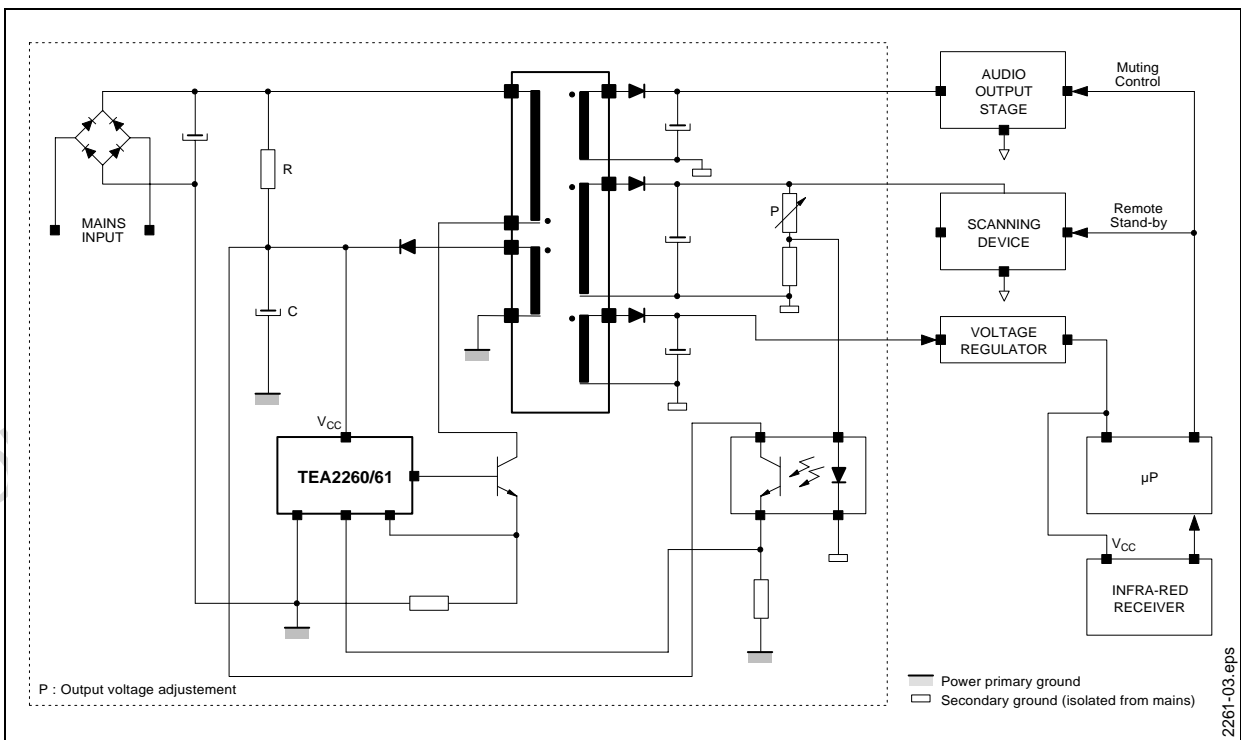 AUDIO
OUTPUT
STAGE
Muting
Control
R
MAINS
INPUT
P
SCANNING
DEVICE
Remote
Stand-by
C
VOLTAGE
REGULATOR
VCC
TEA2260/61
µP
VCC
INFRA-RED
RECEIVER
P : Output voltage adjustement
Power primary ground
Secondary ground (isolated from mains)
2261-03.eps